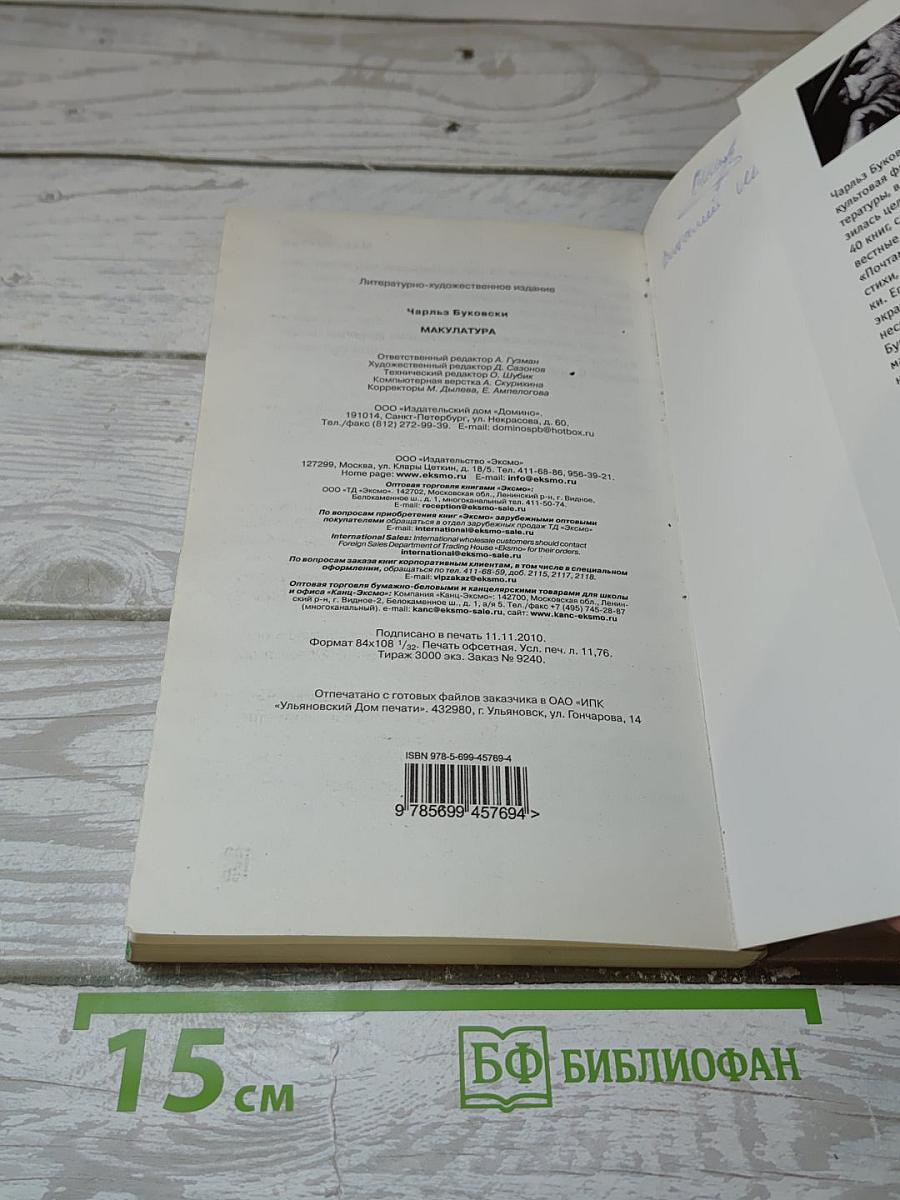 Литературно-художественное издание
Чарльз Буковски
МАКУЛАТУРА
Ответственный редактор А. Гузман
Художественный редактор Д. Сазонов
Технический редактор О. Шубик
Компьютерная верстка А. Скурихина
Корректоры М. Дылева, Е. Ампелогова
ООО «Издательский дом «Домино».
191014, Санкт-Петербург, ул. Некрасова, д. 60.
Тел./факс (812) 272-99-39. E-mail: dominospb@hotbox.ru
ООО «Издательство «Эксмо»
127299, Москва, ул. Клары Цеткин, д. 18/5. Тел. 411-68-86, 956-39-21.
Home page: www.eksmo.ru E-mail: info@eksmo.ru
Оптовая торговля книгами «Эксмо»:
ООО «ТД «Эксмо». 142702, Московская обл., Ленинский р-н, г. Видное,
Белокаменное ш., д. 1, многоканальный тел. 411-50-74.
E-mail: reception@eksmo-sale.ru
По вопросам приобретения книг «Эксмо» зарубежными оптовыми
покупателями обращаться в отдел зарубежных продаж ТД «Эксмо»
E-mail: international@eksmo-sale.ru
International Sales: International wholesale customers should contact
Foreign Sales Department of Trading House «Eksmo» for their orders.
international@eksmo-sale.ru
По вопросам заказа книг корпоративным клиентам, в том числе в специальном
оформлении, обращаться по тел. 411-68-59, доб. 2115, 2117, 2118.
E-mail: vipzakaz@eksmo.ru
Оптовая торговля бумажно-беловыми и канцелярскими товарами для школы
и офиса «Канц-Эксмо»: Компания «Канц-Эксмо»: 142700, Московская обл., Ленин-
ский р-н, г. Видное-2, Белокаменное ш., д. 1, а/я 5. Тел./факс +7 (495) 745-28-87
(многоканальный). e-mail: kanc@eksmo-sale.ru, сайт: www.kanc-eksmo.ru
Подписано в печать 11.11.2010.
Формат 84x108 1/32. Печать офсетная. Усл. печ. л. 11,76.
Тираж 3000 экз. Заказ № 9240.
Отпечатано с готовых файлов заказчика в ОАО «ИПК
«Ульяновский Дом печати». 432980, г. Ульяновск, ул. Гончарова, 14
ISBN 978-5-699-45769-4
9 785699 457694 >
Чарльз
культовая
40 книг,
«Почта
стихи,
15 см
БФ БИБЛИОФАН